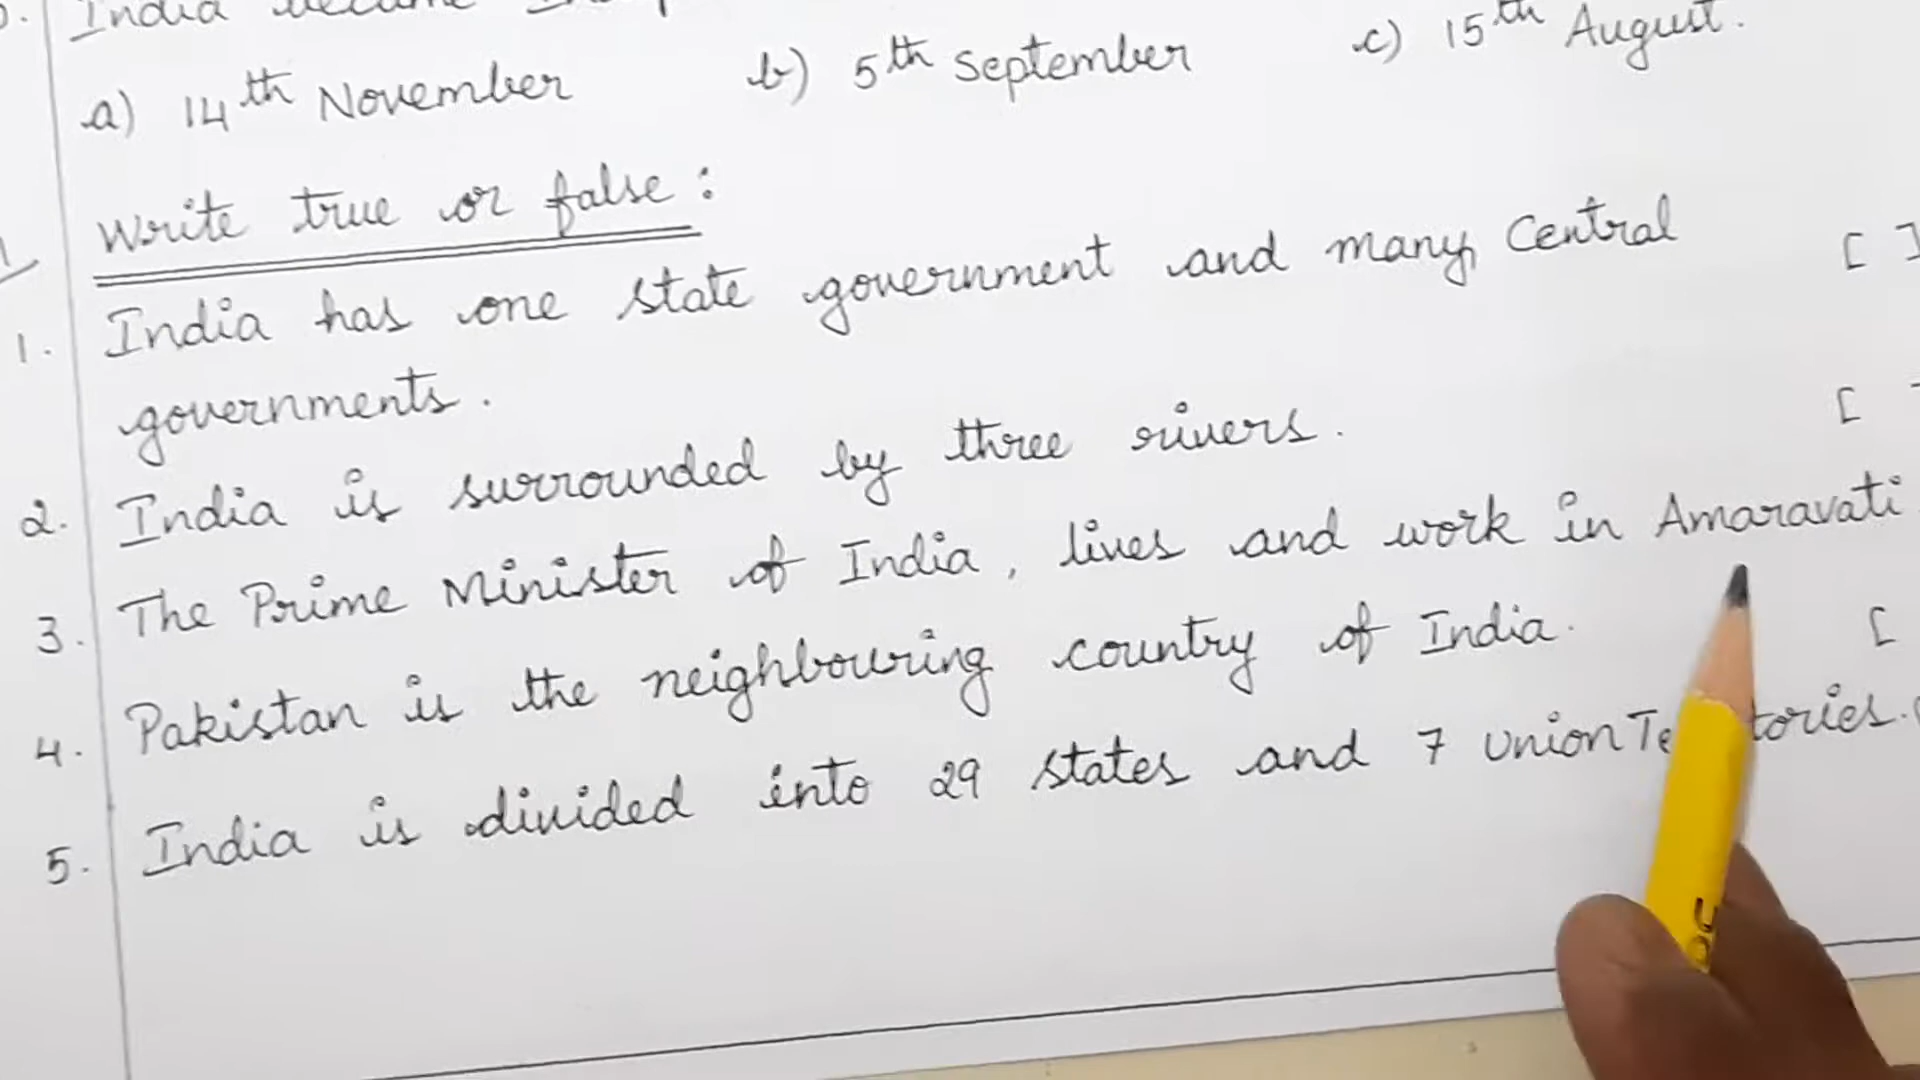 India became
a) 14th November b) 5th September c) 15th August.
Write true or false :
1. India has one state government and many Central [ ]
governments.
2. India is surrounded by three rivers. [
3. The Prime Minister of India, lives and work in Amaravati
4. Pakistan is the neighbouring country of India. [
5. India is divided into 29 states and 7 Union Te tories.